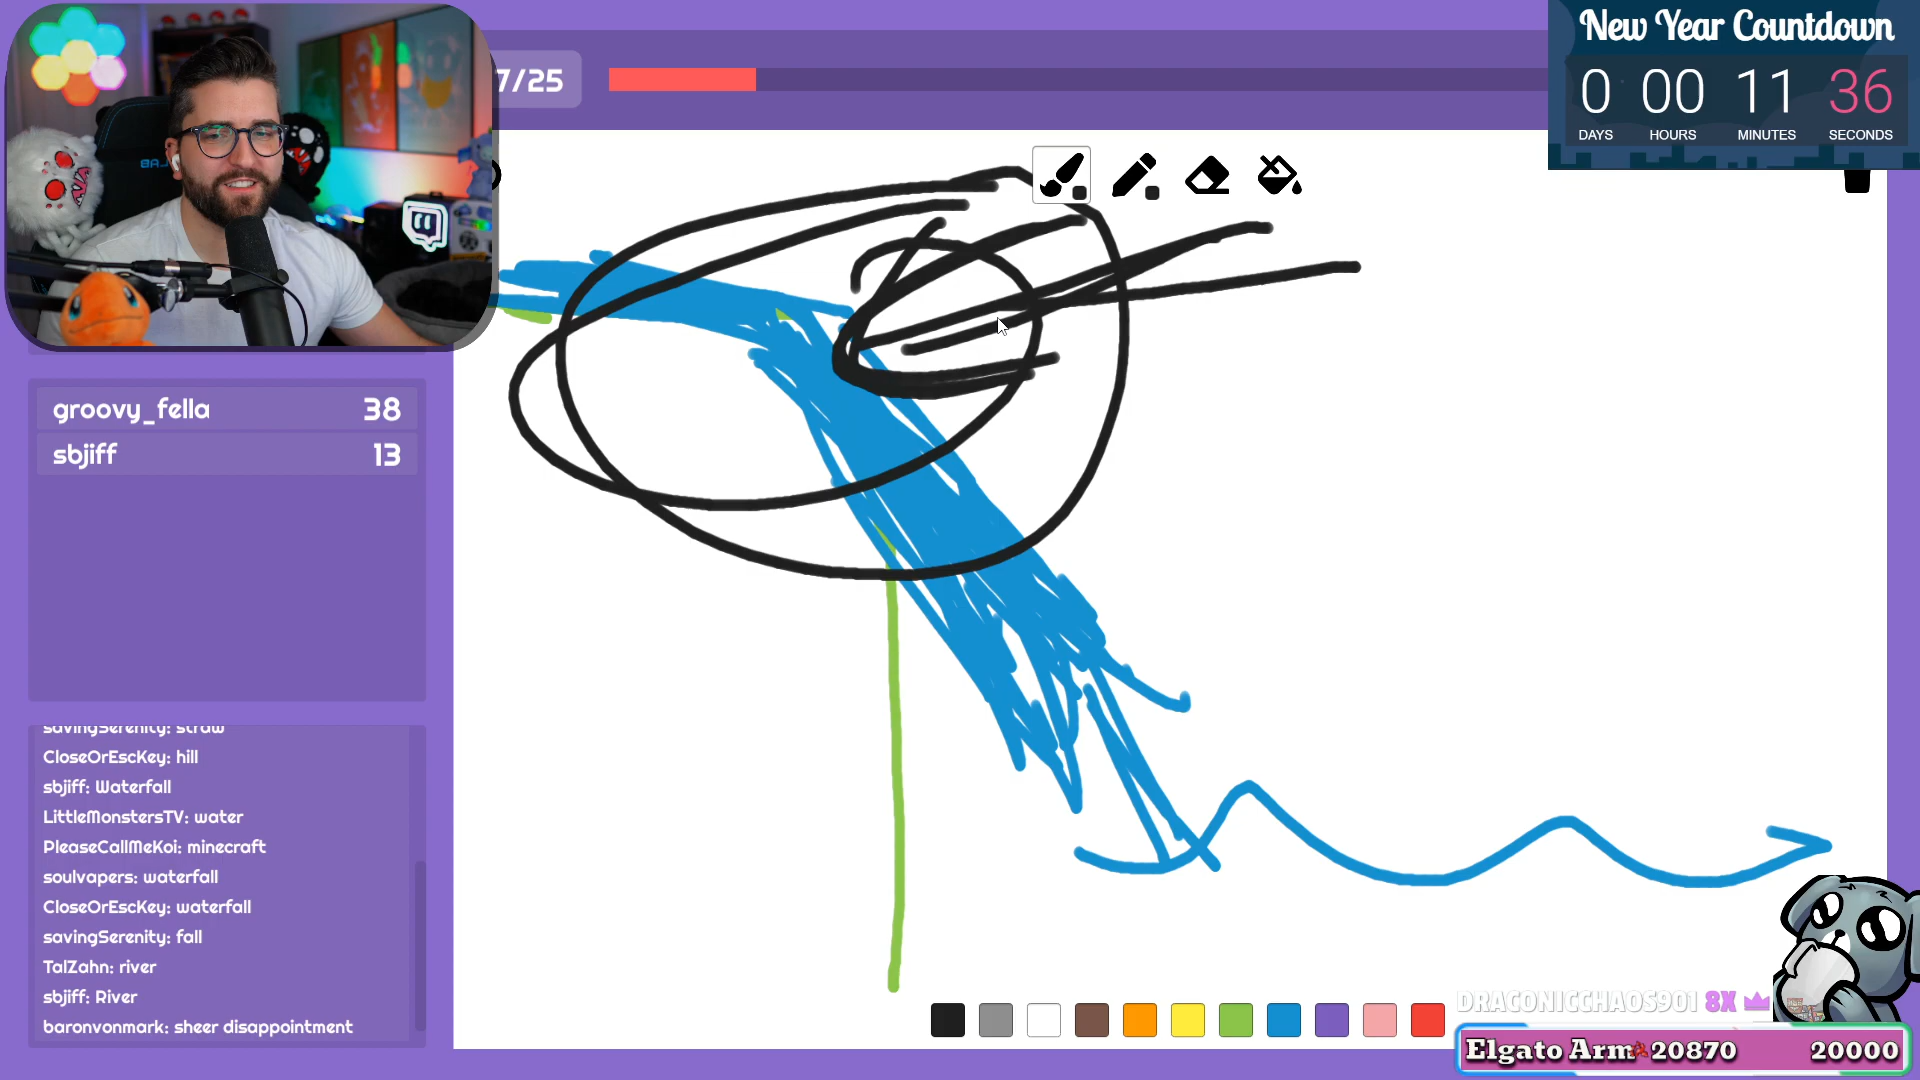 7/25
New Year Countdown
0 00 11 36
DAYS HOURS MINUTES SECONDS
groovy_fella 38
sbjiff 13
savingSerenity: straw
CloseOrEscKey: hill
sbjiff: Waterfall
LittleMonstersTV: water
PleaseCallMeKoi: minecraft
soulvapers: waterfall
CloseOrEscKey: waterfall
savingSerenity: fall
TalZahn: river
sbjiff: River
baronvonmark: sheer disappointment
DRACONICCHAOS901 8X
Elgato Arm 20870 20000